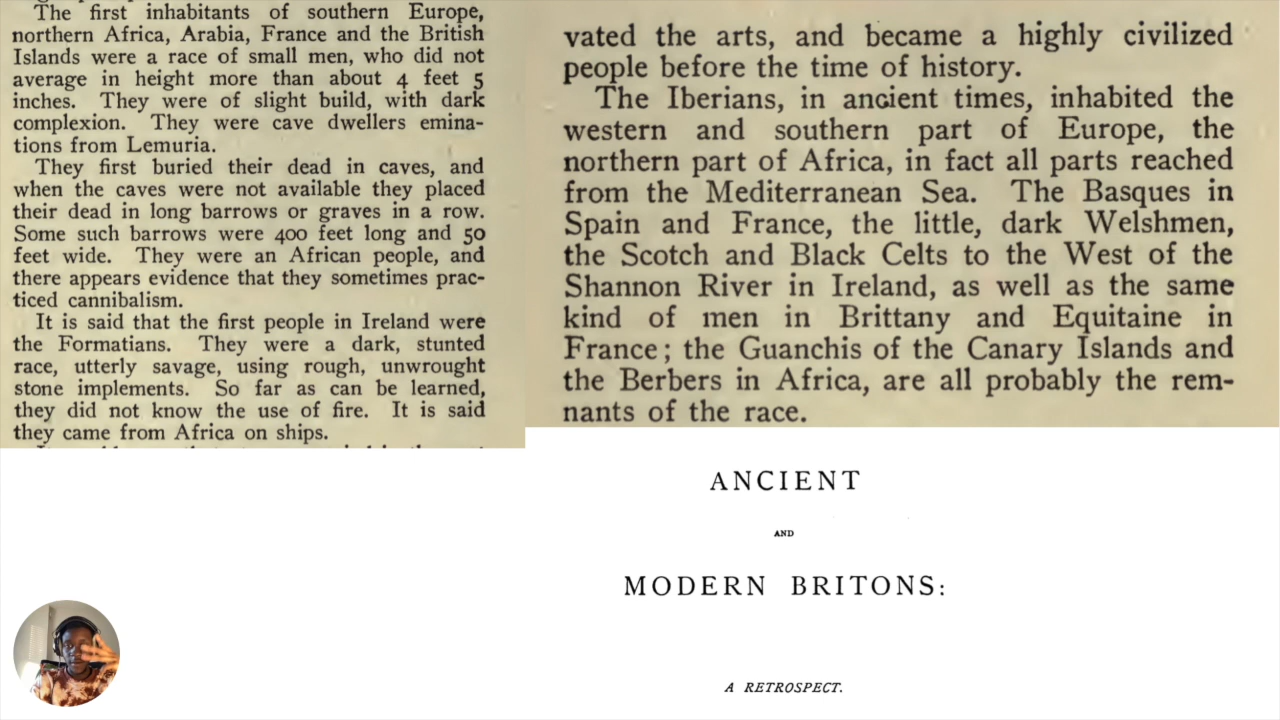 The first inhabitants of southern Europe,
northern Africa, Arabia, France and the British
Islands were a race of small men, who did not
average in height more than about 4 feet 5
inches. They were of slight build, with dark
complexion. They were cave dwellers emina-
tions from Lemuria.
They first buried their dead in caves, and
when the caves were not available they placed
their dead in long barrows or graves in a row.
Some such barrows were 400 feet long and 50
feet wide. They were an African people, and
there appears evidence that they sometimes prac-
ticed cannibalism.
It is said that the first people in Ireland were
the Formatians. They were a dark, stunted
race, utterly savage, using rough, unwrought
stone implements. So far as can be learned,
they did not know the use of fire. It is said
they came from Africa on ships.
vated the arts, and became a highly civilized
people before the time of history.
The Iberians, in ancient times, inhabited the
western and southern part of Europe, the
northern part of Africa, in fact all parts reached
from the Mediterranean Sea. The Basques in
Spain and France, the little, dark Welshmen,
the Scotch and Black Celts to the West of the
Shannon River in Ireland, as well as the same
kind of men in Brittany and Equitaine in
France; the Guanchis of the Canary Islands and
the Berbers in Africa, are all probably the rem-
nants of the race.
ANCIENT
AND
MODERN BRITONS:
A RETROSPECT.